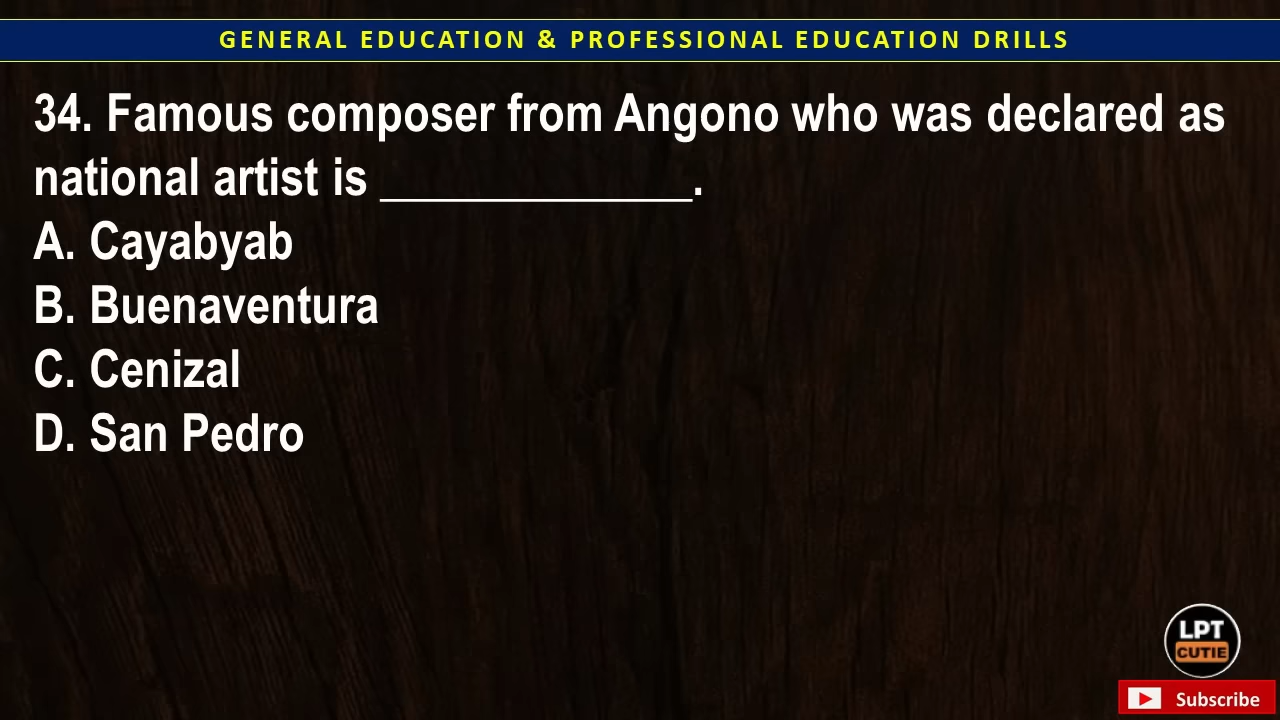 GENERAL EDUCATION & PROFESSIONAL EDUCATION DRILLS
34. Famous composer from Angono who was declared as
national artist is _____________.
A. Cayabyab
B. Buenaventura
C. Cenizal
D. San Pedro
LPT
CUTIE
Subscribe